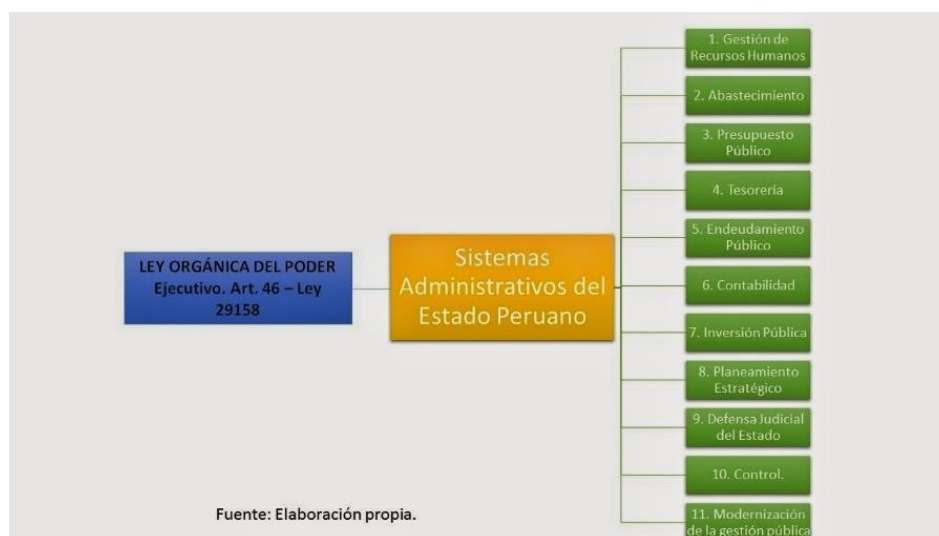 LEY ORGÁNICA DEL PODER
Ejecutivo. Art. 46 – Ley
29158
Sistemas
Administrativos del
Estado Peruano
1. Gestión de
Recursos Humanos
2. Abastecimiento
3. Presupuesto
Público
4. Tesorería
5. Endeudamiento
Público
6. Contabilidad
7. Inversión Pública
8. Planeamiento
Estratégico
9. Defensa Judicial
del Estado
10. Control.
11. Modernización
de la gestión pública
Fuente: Elaboración propia.